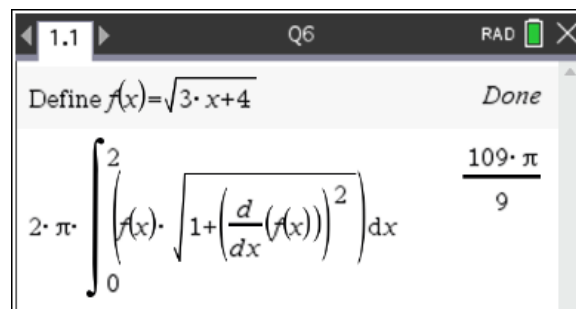 1.1 Q6 RAD
Define f(x)=√(3·x+4) Done
2·π·∫₀²(f(x)·√(1+(d/dx(f(x)))²))dx 109·π/9